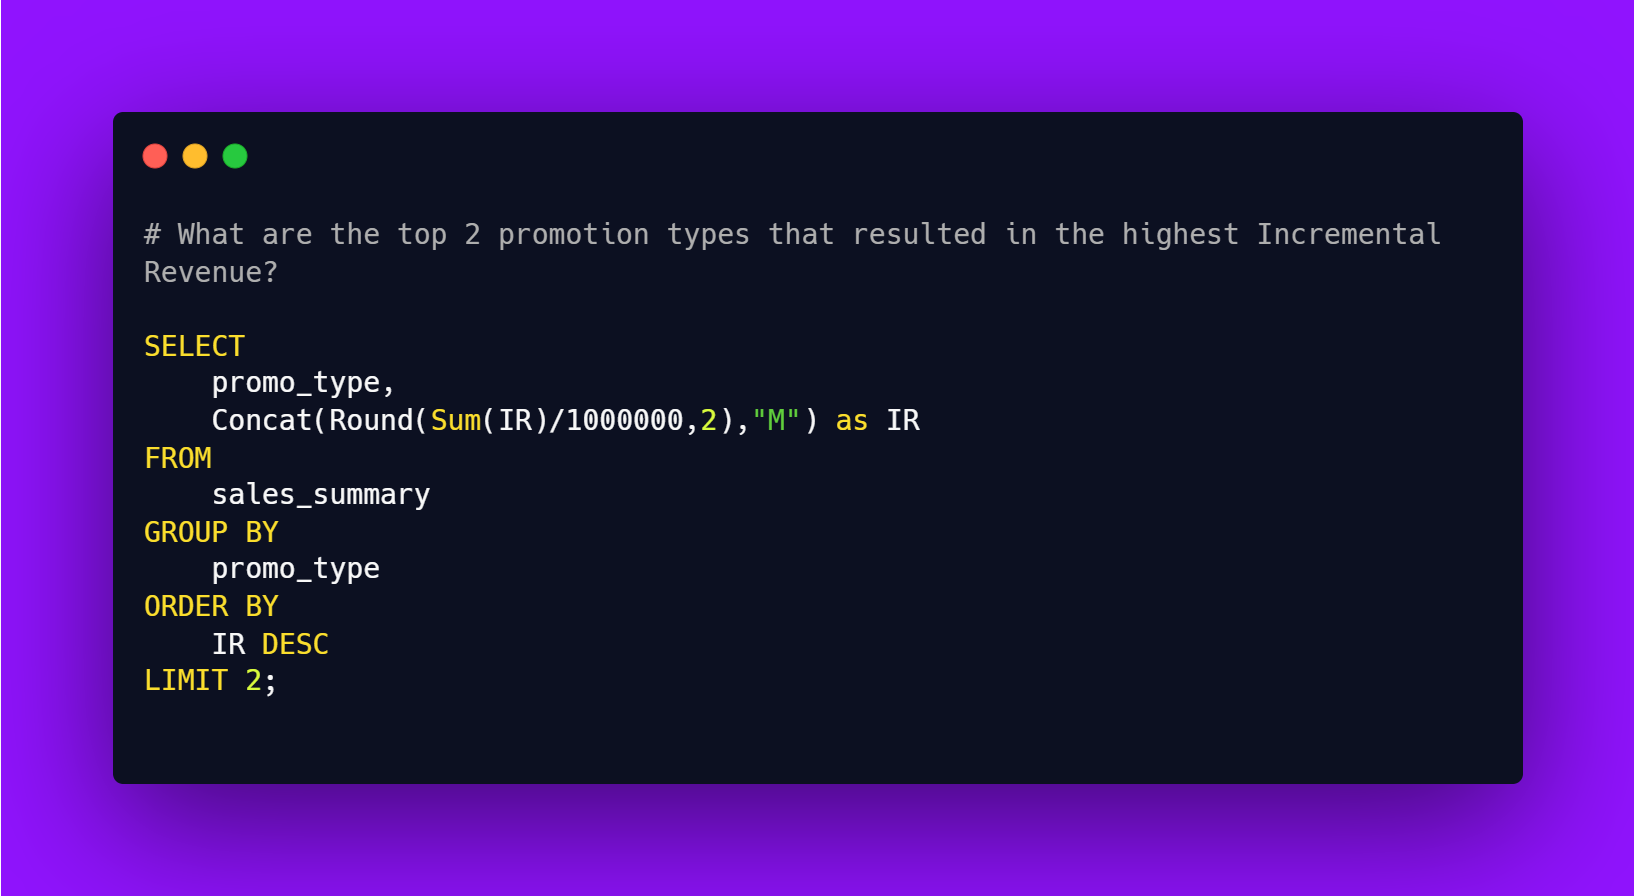 # What are the top 2 promotion types that resulted in the highest Incremental
Revenue?
SELECT
    promo_type,
    Concat(Round(Sum(IR)/1000000,2),"M") as IR
FROM
    sales_summary
GROUP BY
    promo_type
ORDER BY
    IR DESC
LIMIT 2;